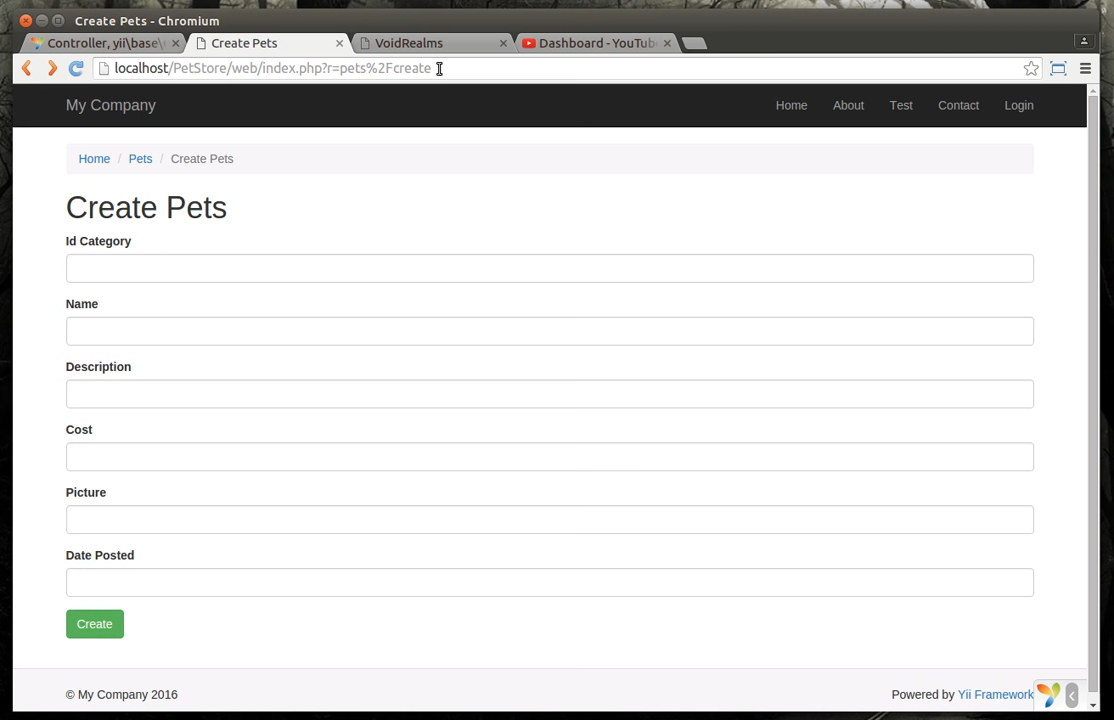 Create Pets - Chromium
Controller, yii\base\ Create Pets VoidRealms Dashboard - YouTub
localhost/PetStore/web/index.php?r=pets%2Fcreate
My Company Home About Test Contact Login
Home / Pets / Create Pets
Create Pets
Id Category
Name
Description
Cost
Picture
Date Posted
Create
© My Company 2016 Powered by Yii Framework